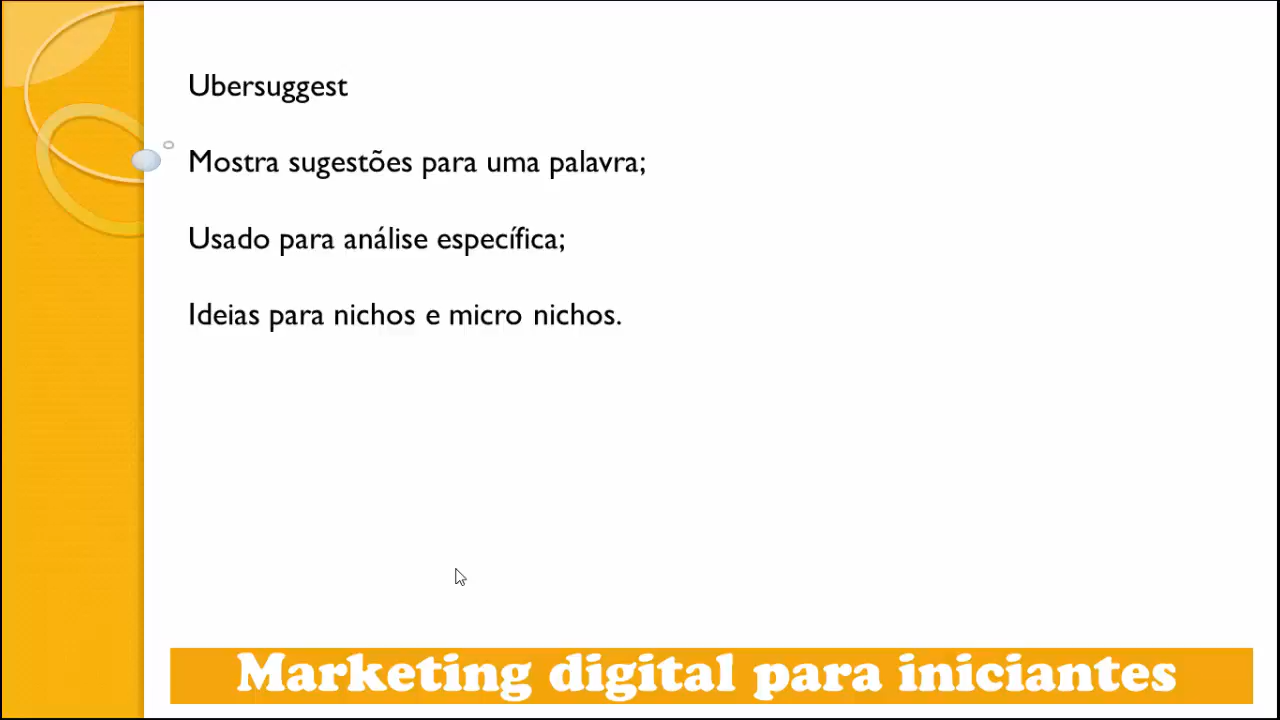 Ubersuggest
Mostra sugestões para uma palavra;
Usado para análise específica;
Ideias para nichos e micro nichos.
Marketing digital para iniciantes